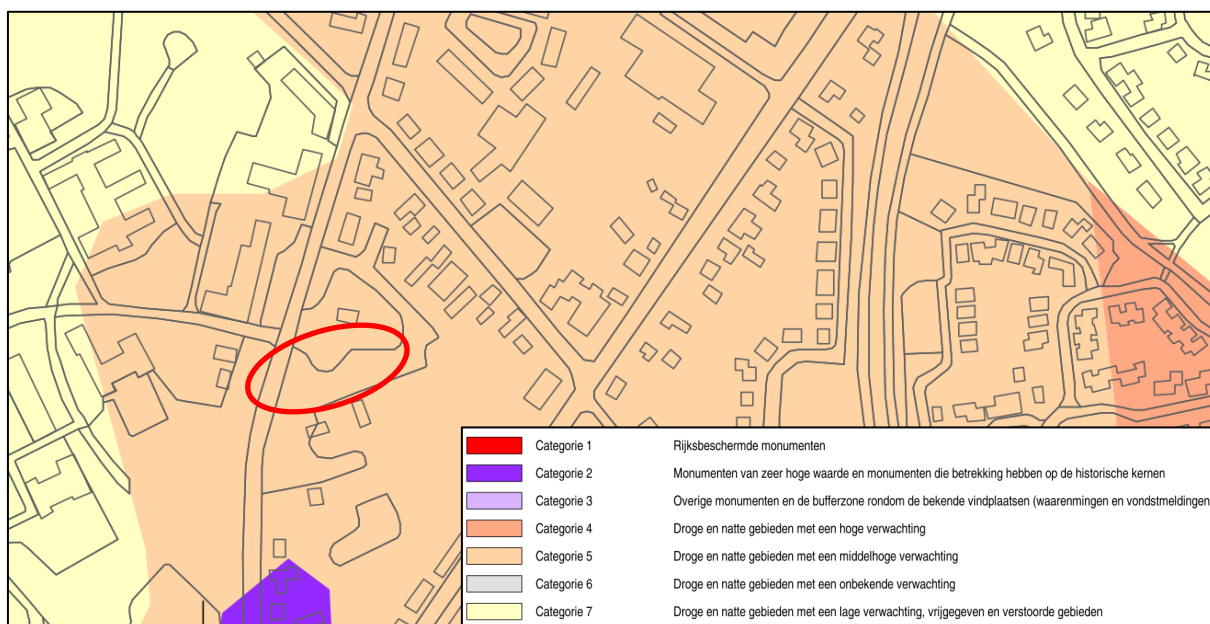 Categorie 1 Rijksbeschermde monumenten
Categorie 2 Monumenten van zeer hoge waarde en monumenten die betrekking hebben op de historische kernen
Categorie 3 Overige monumenten en de bufferzone rondom de bekende vindplaatsen (waarenmingen en vondstmeldingen
Categorie 4 Droge en natte gebieden met een hoge verwachting
Categorie 5 Droge en natte gebieden met een middelhoge verwachting
Categorie 6 Droge en natte gebieden met een onbekende verwachting
Categorie 7 Droge en natte gebieden met een lage verwachting, vrijgegeven en verstoorde gebieden